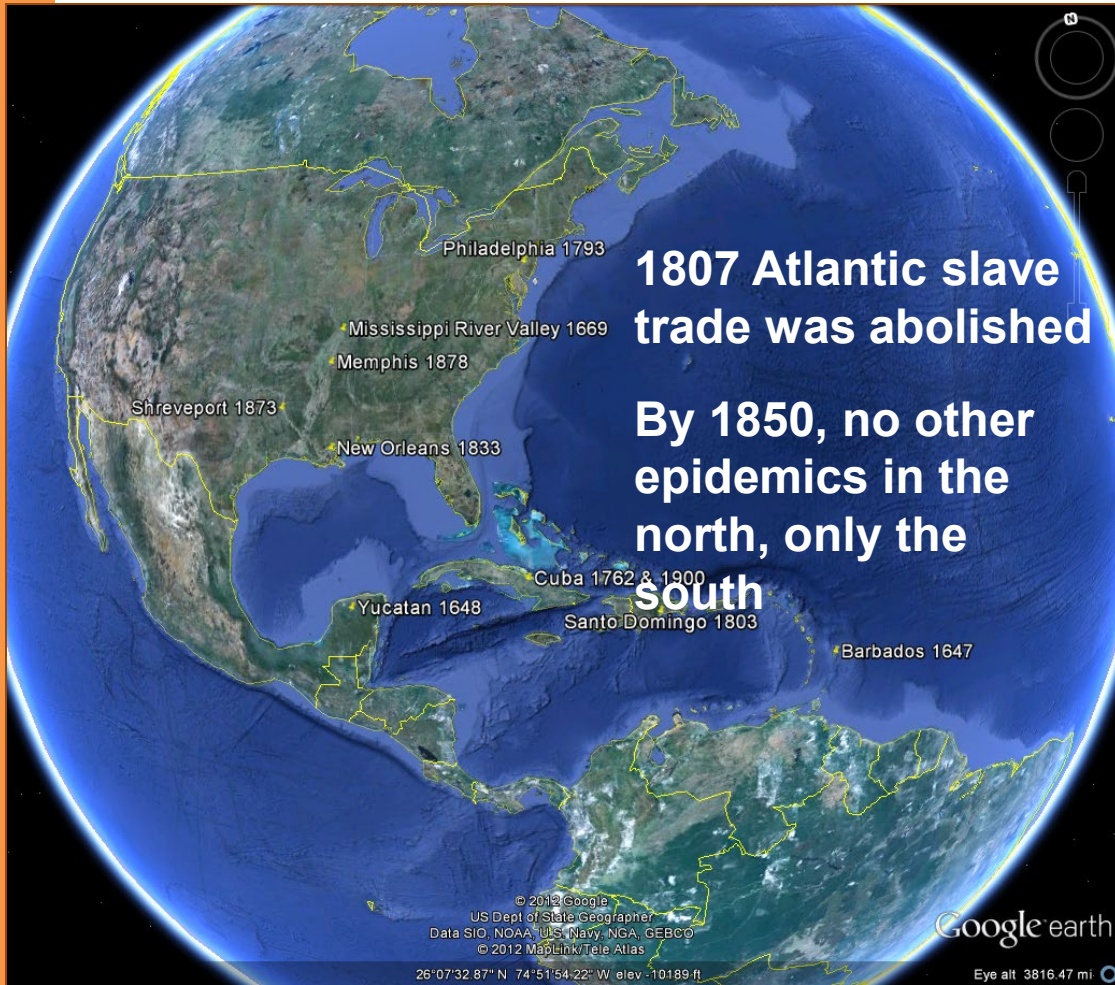 N
Philadelphia 1793
1807 Atlantic slave
trade was abolished
Mississippi River Valley 1669
Memphis 1878
Shreveport 1873
By 1850, no other
New Orleans 1833
epidemics in the
north, only the
south
Cuba 1762 & 1900
Yucatan 1648
Santo Domingo 1803
Barbados 1647
© 2012 Google
US Dept of State Geographer
Data SIO, NOAA, U.S. Navy, NGA, GEBCO
© 2012 MapLink/Tele Atlas
Google earth
26°07'32.87" N 74°51'54.22" W elev -10189 ft
Eye alt 3816.47 mi